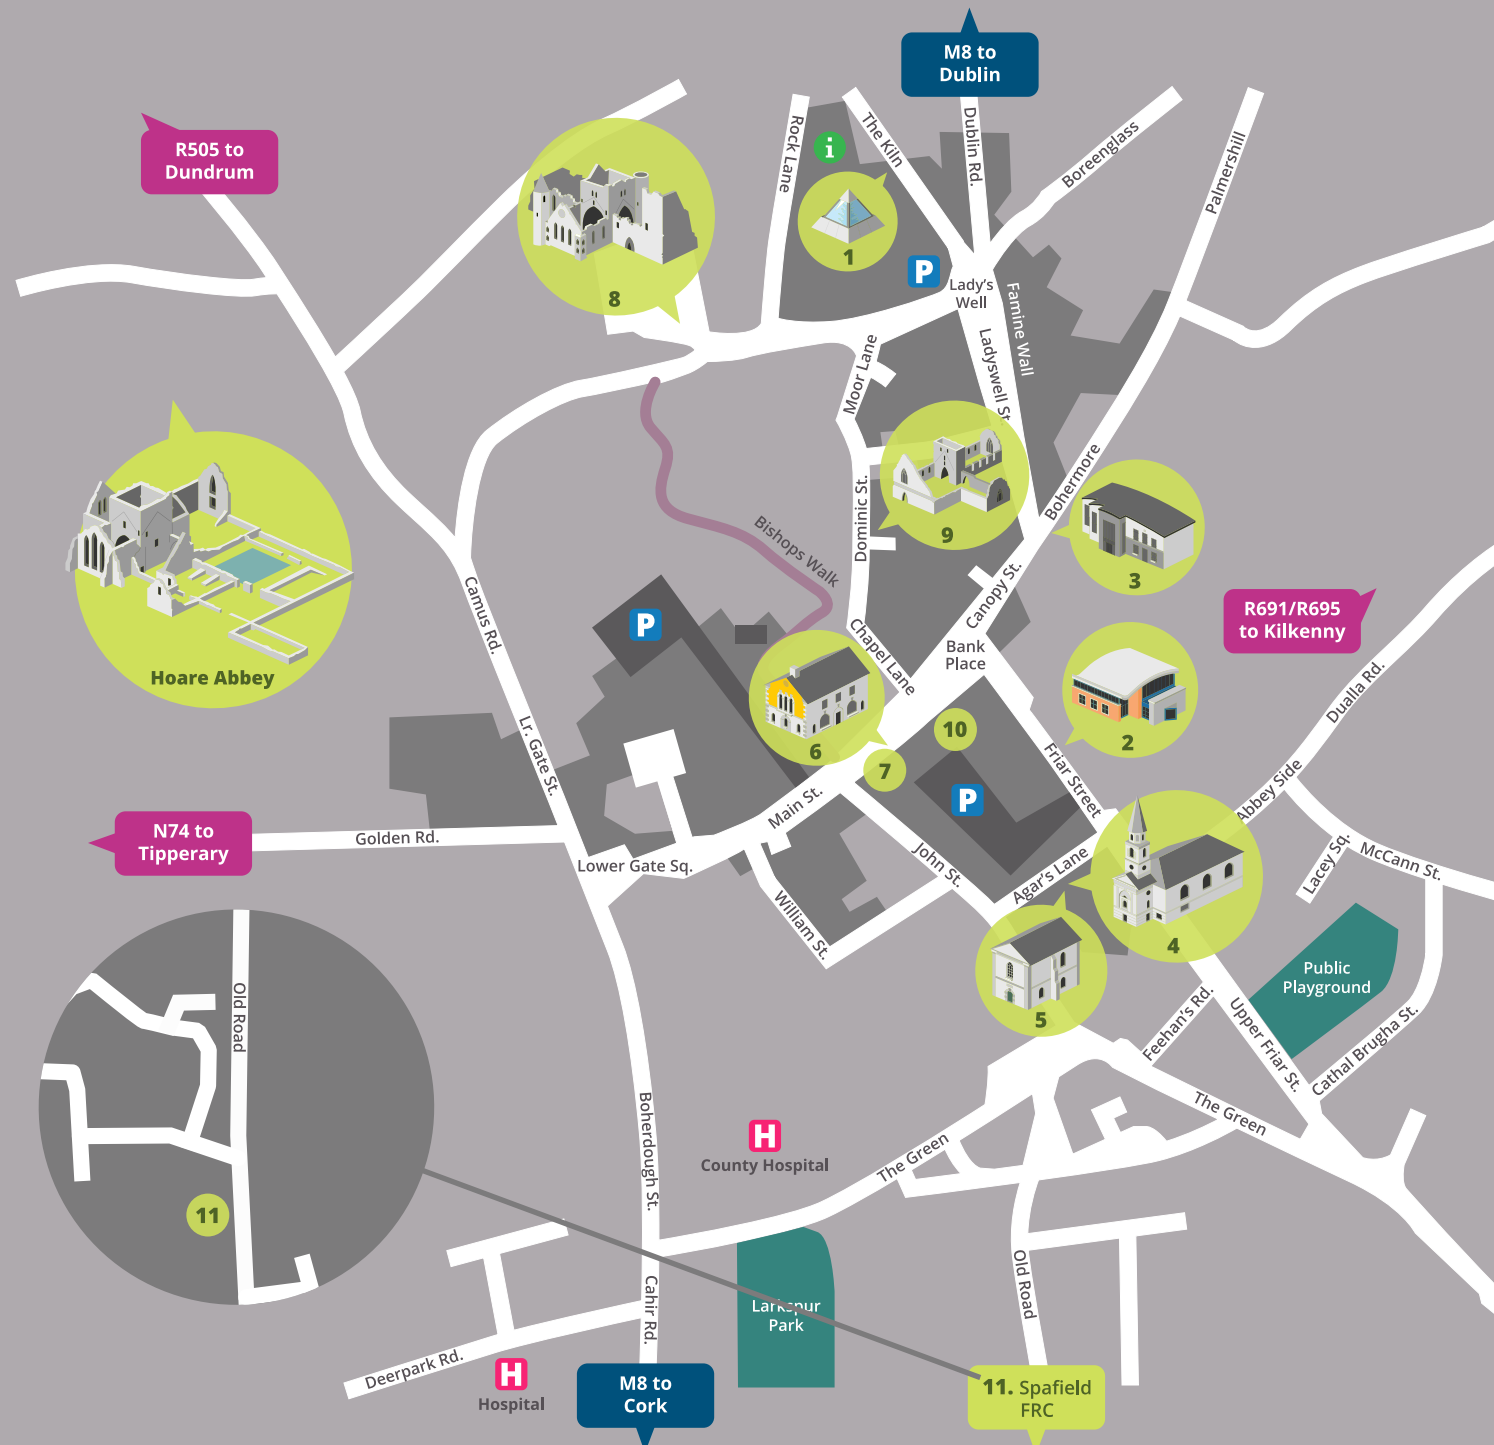 M8 to
Dublin
R505 to
Dundrum
Rock Lane
i
The Kiln
Dublin Rd.
Boreenglass
Palmershill
1
P
Lady's
Well
8
Famine Wall
Ladyswell St.
Moor Lane
Bohermore
9
3
Dominic St.
Bishops Walk
Canopy St.
Camus Rd.
P
Chapel Lane
Bank
Place
R691/R695
to Kilkenny
Hoare Abbey
Dualla Rd.
Lr. Gate St.
6
10
7
2
Friar Street
P
Main St.
N74 to
Tipperary
Golden Rd.
Lower Gate Sq.
John St.
Agar's Lane
Abbey Side
Lacey Sq.
McCann St.
William St.
4
5
Public
Playground
Old Road
Feehan's Rd.
Upper Friar St.
Cathal Brugha St.
The Green
Boherdough St.
H
County Hospital
The Green
11
Old Road
Cahir Rd.
Larkspur
Park
Deerpark Rd.
H
Hospital
M8 to
Cork
11. Spafield
FRC